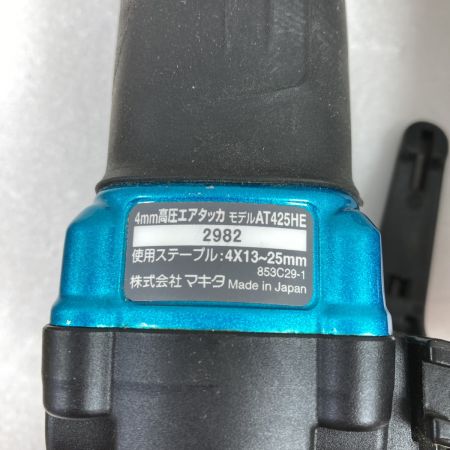 4mm高圧エアタッカ モデルAT425HE
2982
使用ステープル:4X13~25mm
853C29-1
株式会社 マキタ Made in Japan